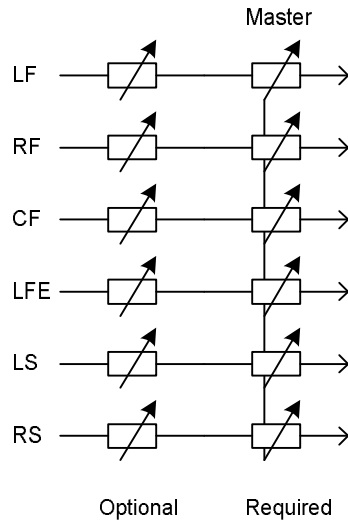 Master
LF
RF
CF
LFE
LS
RS
Optional Required